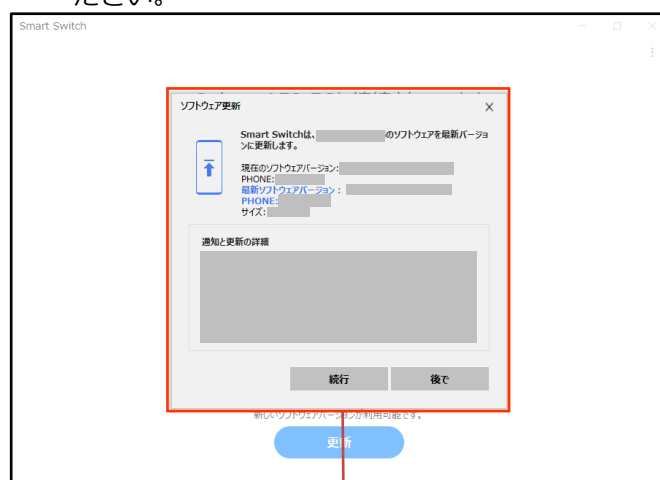 ださい。
Smart Switch
ソフトウェア更新
Smart Switchは、 のソフトウェアを最新バージョ
ンに更新します。
現在のソフトウェアバージョン:
PHONE:
最新ソフトウェアバージョン：
PHONE:
サイズ:
通知と更新の詳細
続行 後で
新しいソフトウェアバージョンが利用可能です。
更新